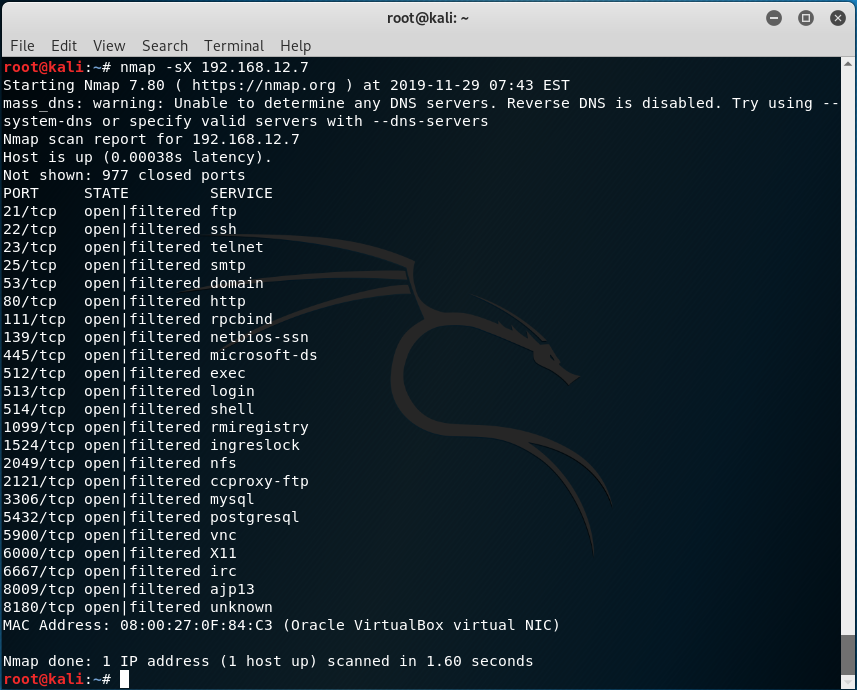 root@kali: ~
File Edit View Search Terminal Help
root@kali:~# nmap -sX 192.168.12.7
Starting Nmap 7.80 ( https://nmap.org ) at 2019-11-29 07:43 EST
mass_dns: warning: Unable to determine any DNS servers. Reverse DNS is disabled. Try using --
system-dns or specify valid servers with --dns-servers
Nmap scan report for 192.168.12.7
Host is up (0.00038s latency).
Not shown: 977 closed ports
PORT     STATE         SERVICE
21/tcp   open|filtered ftp
22/tcp   open|filtered ssh
23/tcp   open|filtered telnet
25/tcp   open|filtered smtp
53/tcp   open|filtered domain
80/tcp   open|filtered http
111/tcp  open|filtered rpcbind
139/tcp  open|filtered netbios-ssn
445/tcp  open|filtered microsoft-ds
512/tcp  open|filtered exec
513/tcp  open|filtered login
514/tcp  open|filtered shell
1099/tcp open|filtered rmiregistry
1524/tcp open|filtered ingreslock
2049/tcp open|filtered nfs
2121/tcp open|filtered ccproxy-ftp
3306/tcp open|filtered mysql
5432/tcp open|filtered postgresql
5900/tcp open|filtered vnc
6000/tcp open|filtered X11
6667/tcp open|filtered irc
8009/tcp open|filtered ajp13
8180/tcp open|filtered unknown
MAC Address: 08:00:27:0F:84:C3 (Oracle VirtualBox virtual NIC)
Nmap done: 1 IP address (1 host up) scanned in 1.60 seconds
root@kali:~#